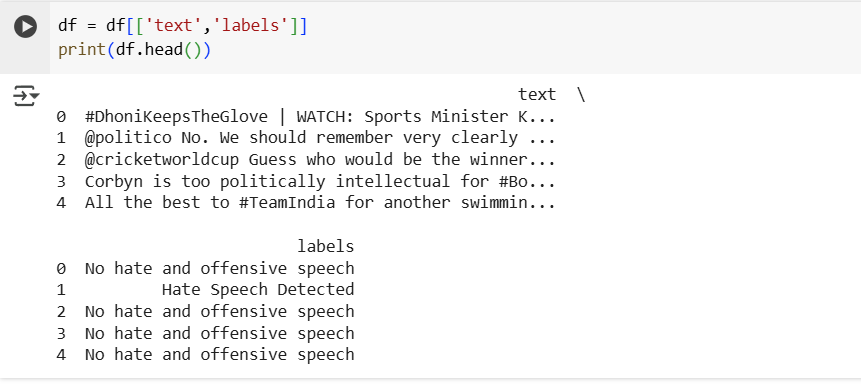 df = df[['text','labels']]
print(df.head())
text \
0 #DhoniKeepsTheGlove | WATCH: Sports Minister K...
1 @politico No. We should remember very clearly ...
2 @cricketworldcup Guess who would be the winner...
3 Corbyn is too politically intellectual for #Bo...
4 All the best to #TeamIndia for another swimmin...
labels
0 No hate and offensive speech
1 Hate Speech Detected
2 No hate and offensive speech
3 No hate and offensive speech
4 No hate and offensive speech